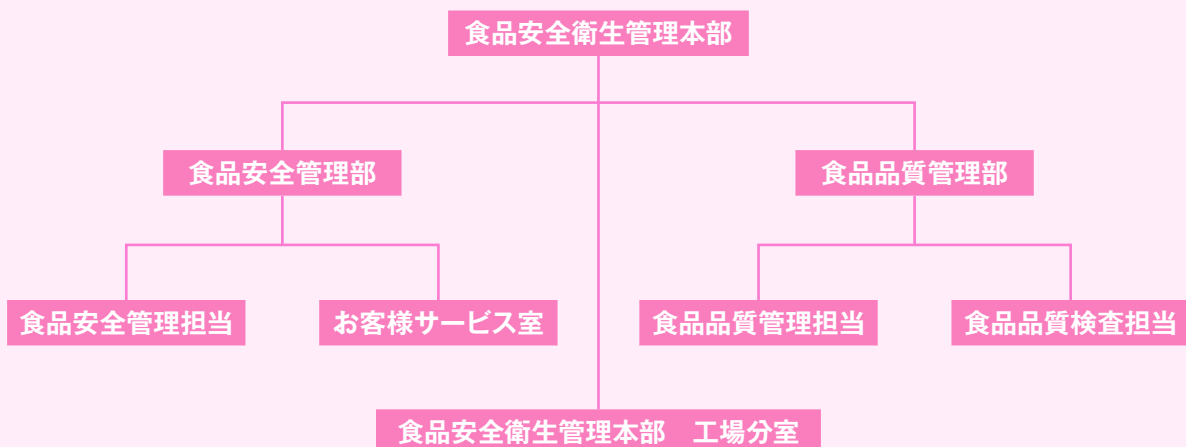 食品安全衛生管理本部
食品安全管理部
食品品質管理部
食品安全管理担当
お客様サービス室
食品品質管理担当
食品品質検査担当
食品安全衛生管理本部　工場分室